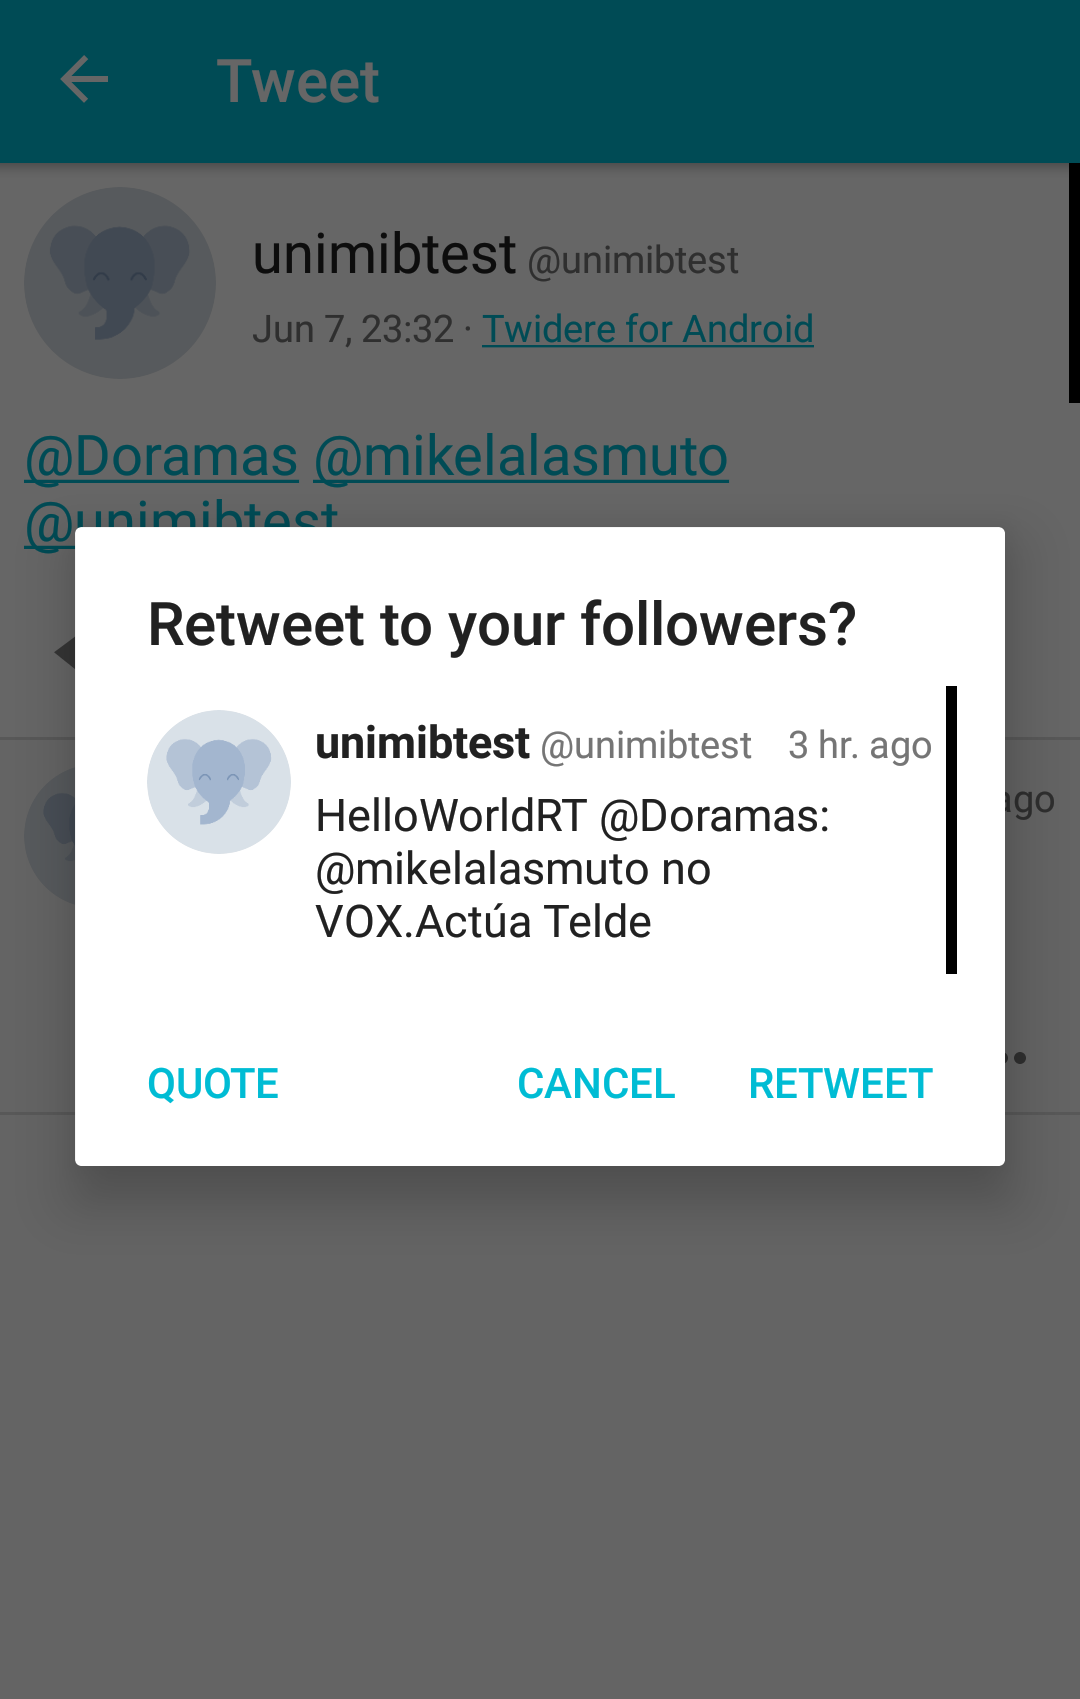 Tweet
unimibtest @unimibtest
Jun 7, 23:32 · Twidere for Android
@Doramas @mikelalasmuto
@unimibtest
Retweet to your followers?
unimibtest @unimibtest 3 hr. ago
HelloWorldRT @Doramas:
@mikelalasmuto no
VOX.Actúa Telde
ago
QUOTE CANCEL RETWEET